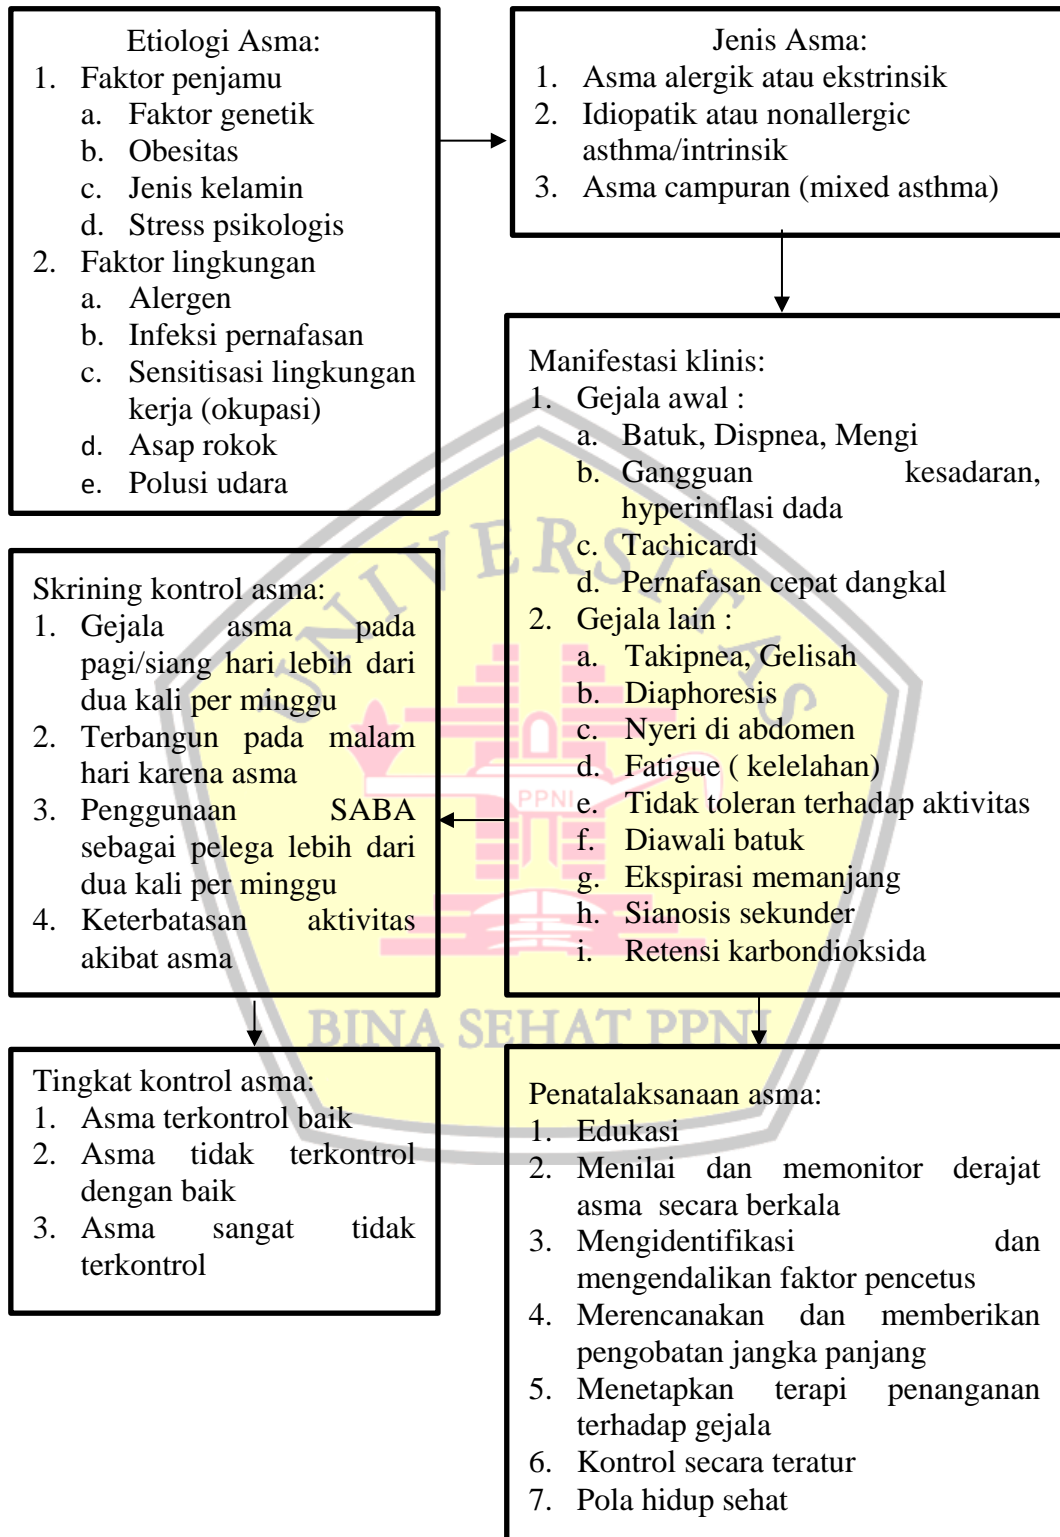 Etiologi Asma:
1. Faktor penjamu
a. Faktor genetik
b. Obesitas
c. Jenis kelamin
d. Stress psikologis
2. Faktor lingkungan
a. Alergen
b. Infeksi pernafasan
c. Sensitisasi lingkungan
kerja (okupasi)
d. Asap rokok
e. Polusi udara
Jenis Asma:
1. Asma alergik atau ekstrinsik
2. Idiopatik atau nonallergic
asthma/intrinsik
3. Asma campuran (mixed asthma)
Manifestasi klinis:
1. Gejala awal :
a. Batuk, Dispnea, Mengi
b. Gangguan kesadaran,
hyperinflasi dada
c. Tachicardi
d. Pernafasan cepat dangkal
2. Gejala lain :
a. Takipnea, Gelisah
b. Diaphoresis
c. Nyeri di abdomen
d. Fatigue ( kelelahan)
e. Tidak toleran terhadap aktivitas
f. Diawali batuk
g. Ekspirasi memanjang
h. Sianosis sekunder
i. Retensi karbondioksida
Skrining kontrol asma:
1. Gejala asma pada
pagi/siang hari lebih dari
dua kali per minggu
2. Terbangun pada malam
hari karena asma
3. Penggunaan SABA
sebagai pelega lebih dari
dua kali per minggu
4. Keterbatasan aktivitas
akibat asma
Tingkat kontrol asma:
1. Asma terkontrol baik
2. Asma tidak terkontrol
dengan baik
3. Asma sangat tidak
terkontrol
Penatalaksanaan asma:
1. Edukasi
2. Menilai dan memonitor derajat
asma secara berkala
3. Mengidentifikasi dan
mengendalikan faktor pencetus
4. Merencanakan dan memberikan
pengobatan jangka panjang
5. Menetapkan terapi penanganan
terhadap gejala
6. Kontrol secara teratur
7. Pola hidup sehat
UNIVERSITAS
PPNI
BINA SEHAT PPNI